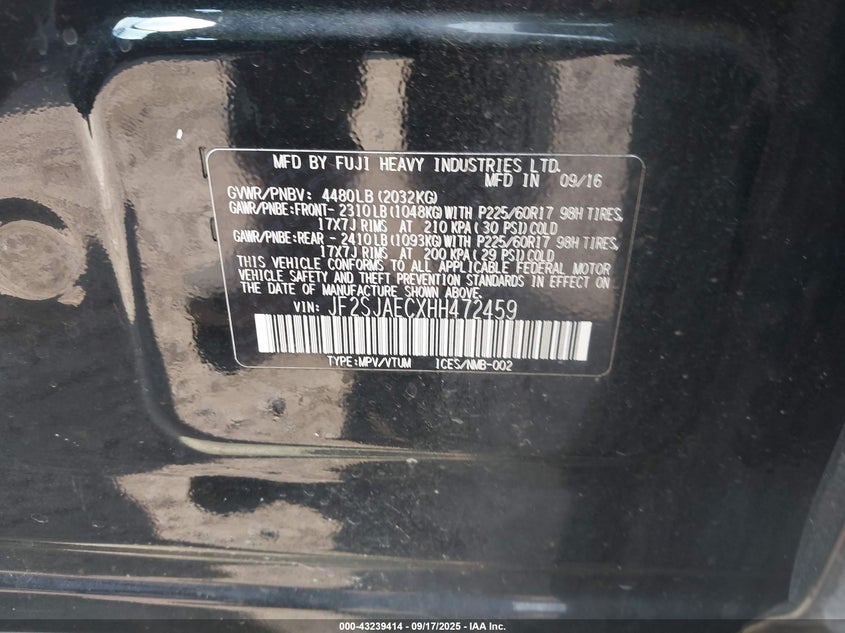 MFD BY FUJI HEAVY INDUSTRIES LTD.
MFD IN 09/16
GVWR/PNBV: 4480LB (2032KG)
GAWR/PNBE:FRONT- 2310LB (1048KG) WITH P225/60R17 98H TIRES,
17X7J RIMS AT 210 KPA ( 30 PSI) COLD
GAWR/PNBE:REAR - 2410LB (1093KG) WITH P225/60R17 98H TIRES,
17X7J RIMS AT 200 KPA ( 29 PSI) COLD
THIS VEHICLE CONFORMS TO ALL APPLICABLE FEDERAL MOTOR
VEHICLE SAFETY AND THEFT PREVENTION STANDARDS IN EFFECT ON
THE DATE OF MANUFACTURE SHOWN ABOVE.
VIN: JF2SJAECXHH472459
TYPE:MPV/VTUM ICES/NMB-002
000-43239414 - 09/17/2025 - IAA Inc.